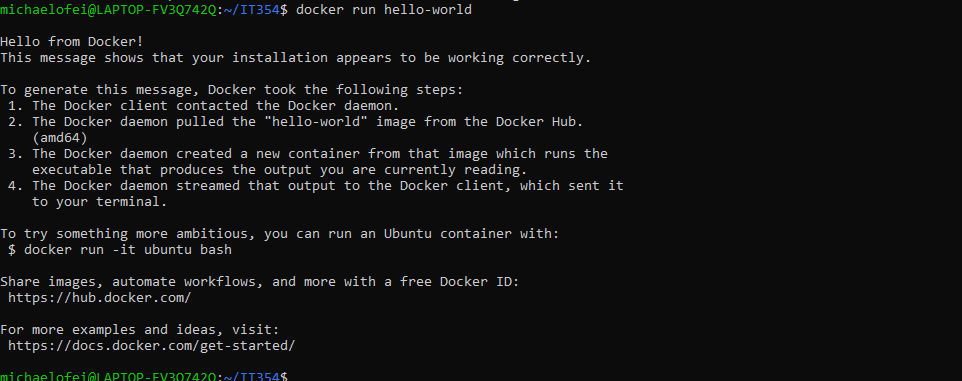 michaelofei@LAPTOP-FV3Q742Q:~/IT354$ docker run hello-world
Hello from Docker!
This message shows that your installation appears to be working correctly.
To generate this message, Docker took the following steps:
1. The Docker client contacted the Docker daemon.
2. The Docker daemon pulled the "hello-world" image from the Docker Hub.
(amd64)
3. The Docker daemon created a new container from that image which runs the
executable that produces the output you are currently reading.
4. The Docker daemon streamed that output to the Docker client, which sent it
to your terminal.
To try something more ambitious, you can run an Ubuntu container with:
$ docker run -it ubuntu bash
Share images, automate workflows, and more with a free Docker ID:
https://hub.docker.com/
For more examples and ideas, visit:
https://docs.docker.com/get-started/
michaelofei@LAPTOP-FV3Q742Q:~/IT354$